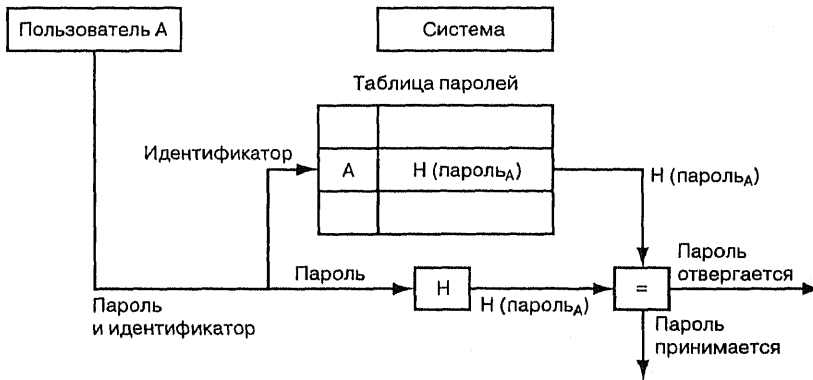 Пользователь А
Система
Таблица паролей
Идентификатор
А
Н (парольА)
Н (парольА)
Пароль
Н
Н (парольА)
=
Пароль
отвергается
Пароль
и идентификатор
Пароль
принимается